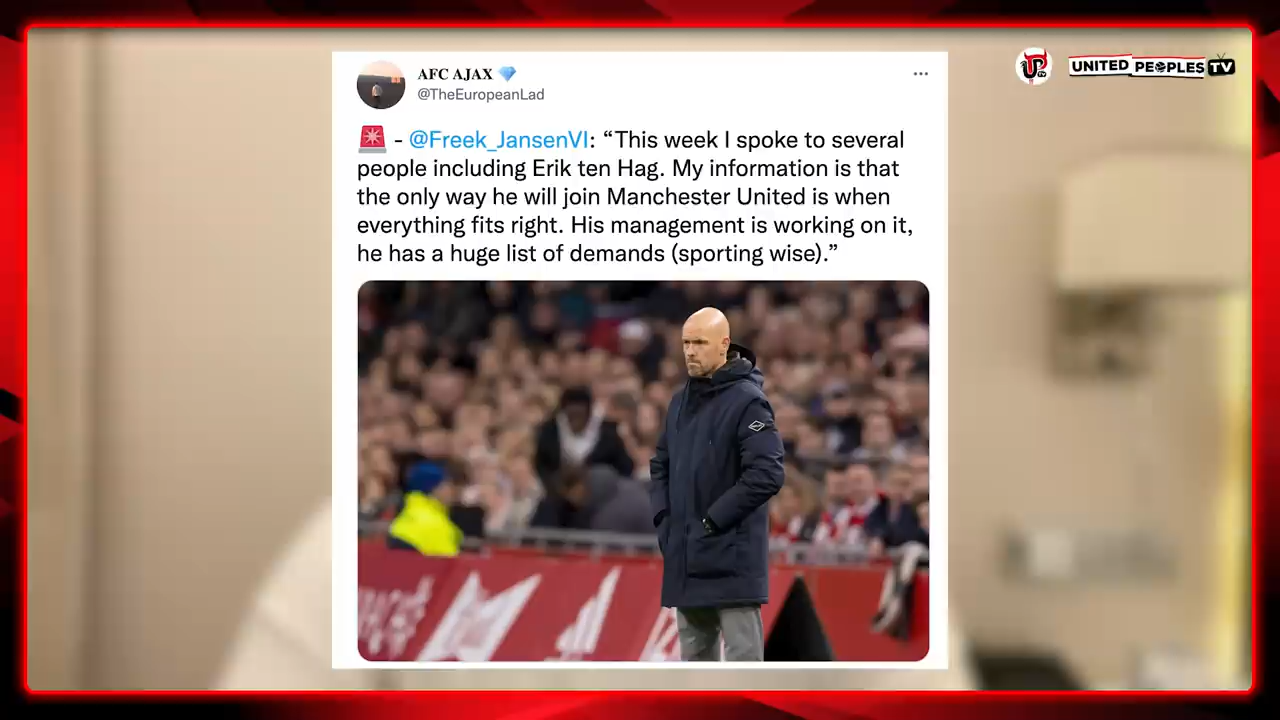 AFC AJAX 💎
@TheEuropeanLad
🚨 - @Freek_JansenVI: “This week I spoke to several
people including Erik ten Hag. My information is that
the only way he will join Manchester United is when
everything fits right. His management is working on it,
he has a huge list of demands (sporting wise).”
UNITED PEOPLES TV